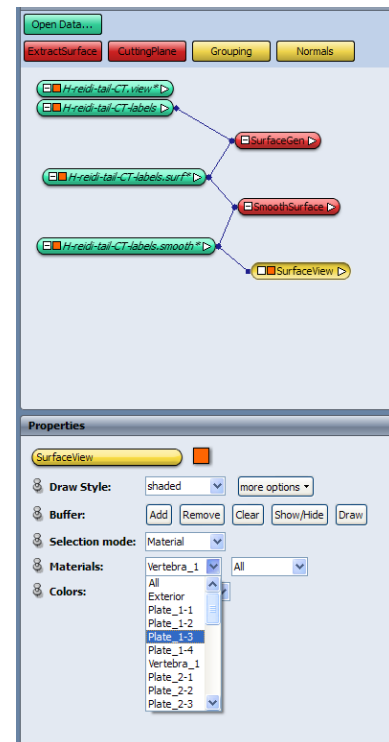 Open Data...
ExtractSurface CuttingPlane Grouping Normals
H-reidi-tail-CT.view*
H-reidi-tail-CT-labels
SurfaceGen
H-reidi-tail-CT-labels.surf*
SmoothSurface
H-reidi-tail-CT-labels.smooth*
SurfaceView
Properties
SurfaceView
Draw Style: shaded more options
Buffer: Add Remove Clear Show/Hide Draw
Selection mode: Material
Materials: Vertebra_1 All
Colors:
All
Exterior
Plate_1-1
Plate_1-2
Plate_1-3
Plate_1-4
Vertebra_1
Plate_2-1
Plate_2-2
Plate_2-3